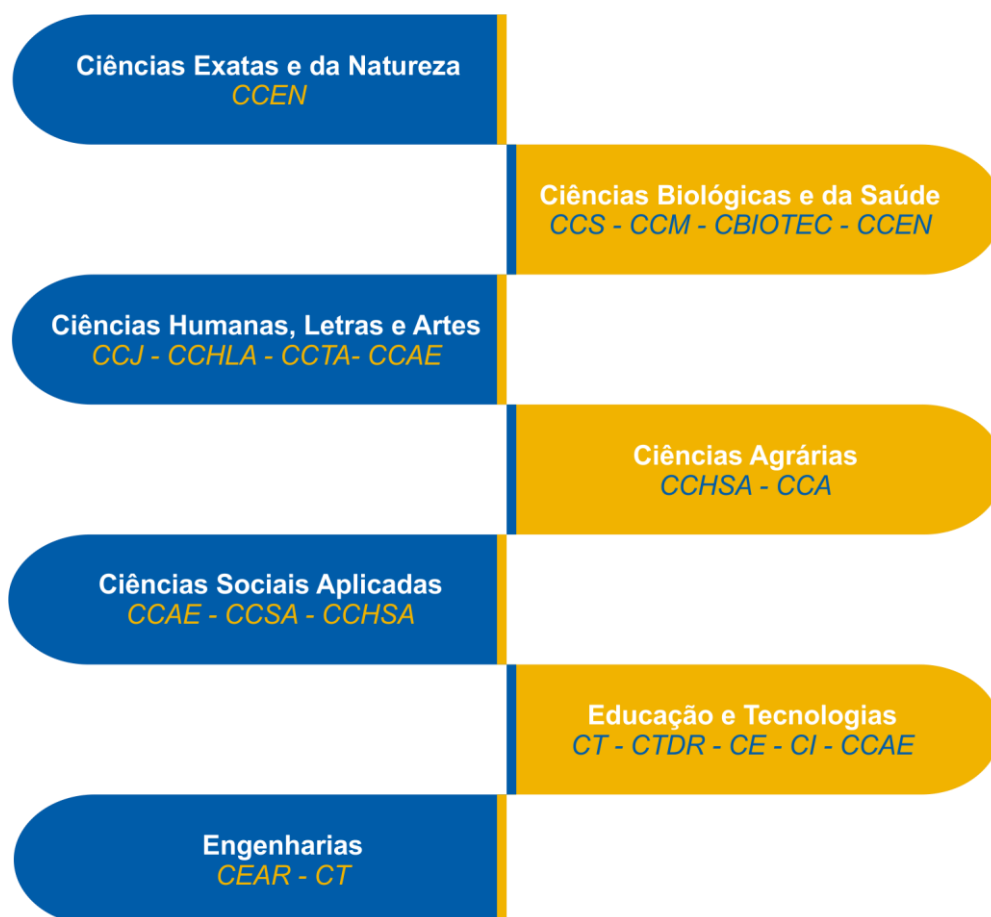 Ciências Exatas e da Natureza
CCEN
Ciências Biológicas e da Saúde
CCS - CCM - CBIOTEC - CCEN
Ciências Humanas, Letras e Artes
CCJ - CCHLA - CCTA- CCAE
Ciências Agrárias
CCHSA - CCA
Ciências Sociais Aplicadas
CCAE - CCSA - CCHSA
Educação e Tecnologias
CT - CTDR - CE - CI - CCAE
Engenharias
CEAR - CT